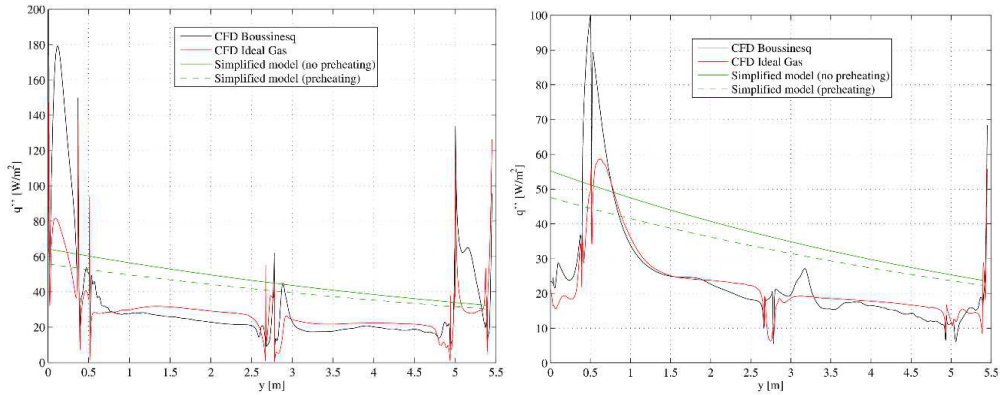 200
180
160
140
120
100
80
60
40
20
0
q'' [W/m²]
CFD Boussinesq
CFD Ideal Gas
Simplified model (no preheating)
Simplified model (preheating)
0 0.5 1 1.5 2 2.5 3 3.5 4 4.5 5 5.5
y [m]
100
90
80
70
60
50
40
30
20
10
0
q'' [W/m²]
CFD Boussinesq
CFD Ideal Gas
Simplified model (no preheating)
Simplified model (preheating)
0 0.5 1 1.5 2 2.5 3 3.5 4 4.5 5 5.5
y [m]